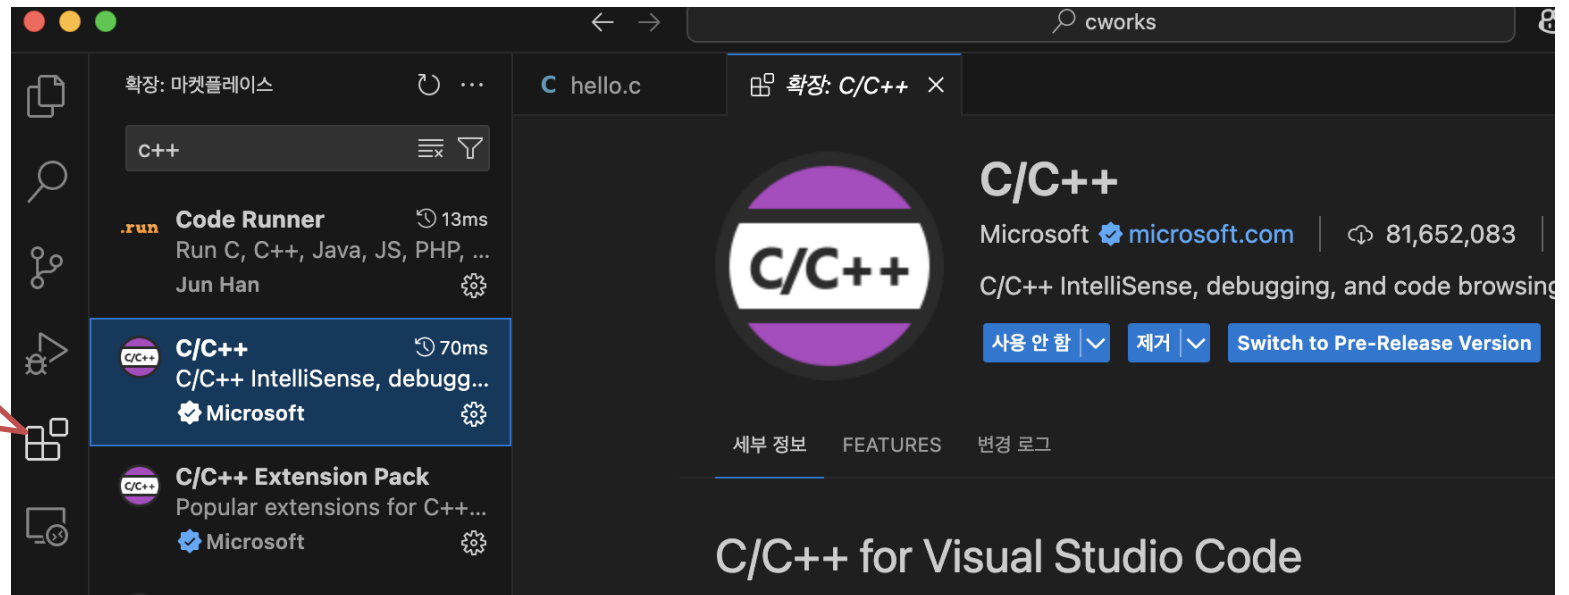 cworks
확장: 마켓플레이스
c++
.run
Code Runner
13ms
Run C, C++, Java, JS, PHP, ...
Jun Han
C/C++
C/C++
70ms
C/C++ IntelliSense, debugg...
Microsoft
C/C++
C/C++ Extension Pack
Popular extensions for C++...
Microsoft
C hello.c
확장: C/C++
C/C++
C/C++
Microsoft microsoft.com 81,652,083
C/C++ IntelliSense, debugging, and code browsing
사용 안 함 제거 Switch to Pre-Release Version
세부 정보 FEATURES 변경 로그
C/C++ for Visual Studio Code